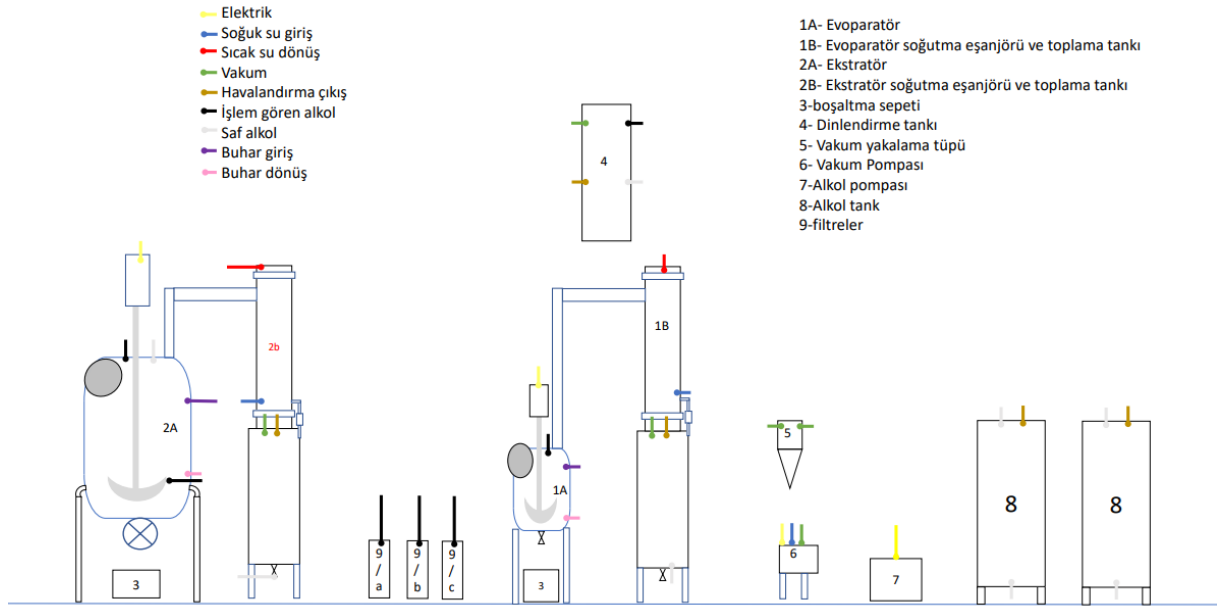 Elektrik
Soğuk su giriş
Sıcak su dönüş
Vakum
Havalandırma çıkış
İşlem gören alkol
Saf alkol
Buhar giriş
Buhar dönüş
1A- Evoparatör
1B- Evoparatör soğutma eşanjörü ve toplama tankı
2A- Ekstratör
2B- Ekstratör soğutma eşanjörü ve toplama tankı
3-boşaltma sepeti
4- Dinlendirme tankı
5- Vakum yakalama tüpü
6- Vakum Pompası
7-Alkol pompası
8-Alkol tank
9-filtreler
4
2b
1B
2A
5
1A
8
8
9
/
a
9
/
b
9
/
c
6
7
3
3